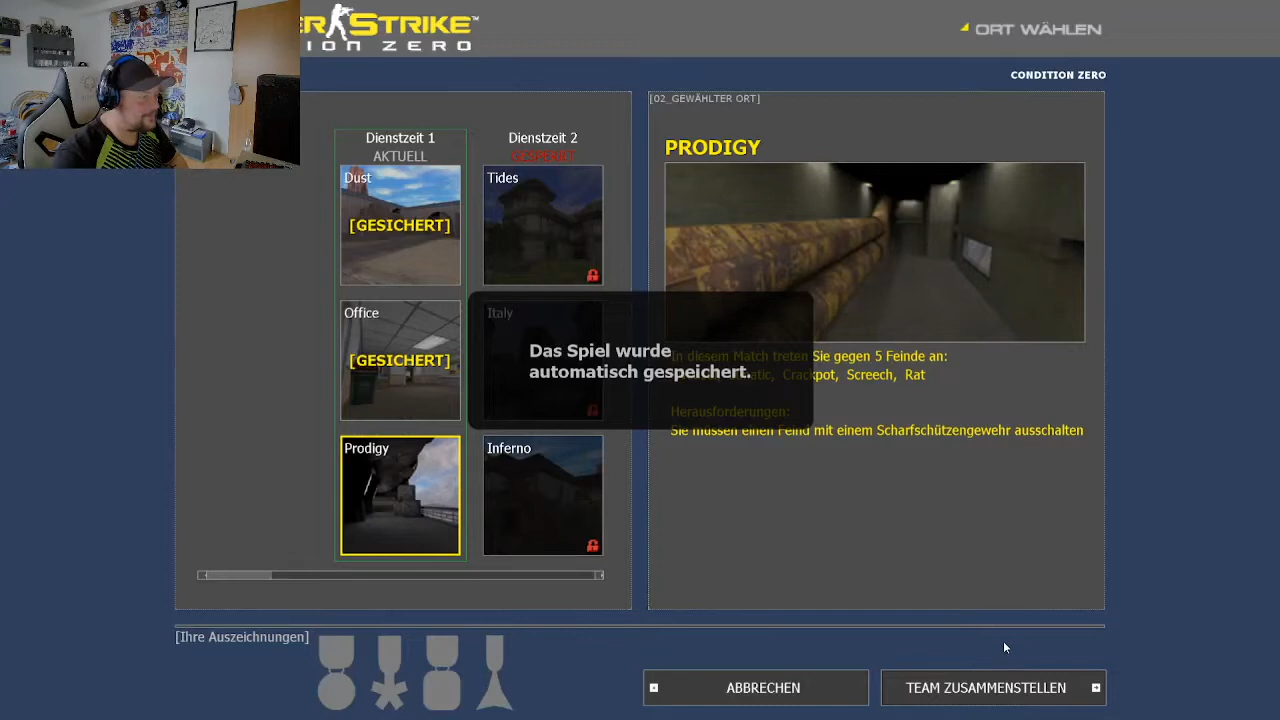 ER STRIKE™
ION ZERO
ORT WÄHLEN
CONDITION ZERO
[02_GEWÄHLTER ORT]
Dienstzeit 1
AKTUELL
Dienstzeit 2
GESPERRT
PRODIGY
Dust
[GESICHERT]
Tides
Office
[GESICHERT]
Italy
Das Spiel wurde
automatisch gespeichert.
In diesem Match treten Sie gegen 5 Feinde an:
Crackpot, Screech, Rat
Herausforderungen:
Sie müssen einen Feind mit einem Scharfschützengewehr ausschalten
Prodigy
Inferno
[Ihre Auszeichnungen]
ABBRECHEN
TEAM ZUSAMMENSTELLEN